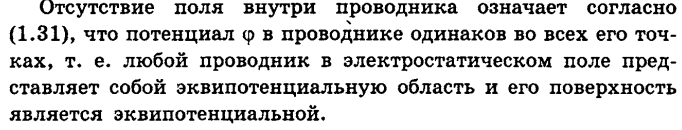 Отсутствие поля внутри проводника означает согласно
(1.31), что потенциал φ в проводнике одинаков во всех его точ-
ках, т. е. любой проводник в электростатическом поле пред-
ставляет собой эквипотенциальную область и его поверхность
является эквипотенциальной.